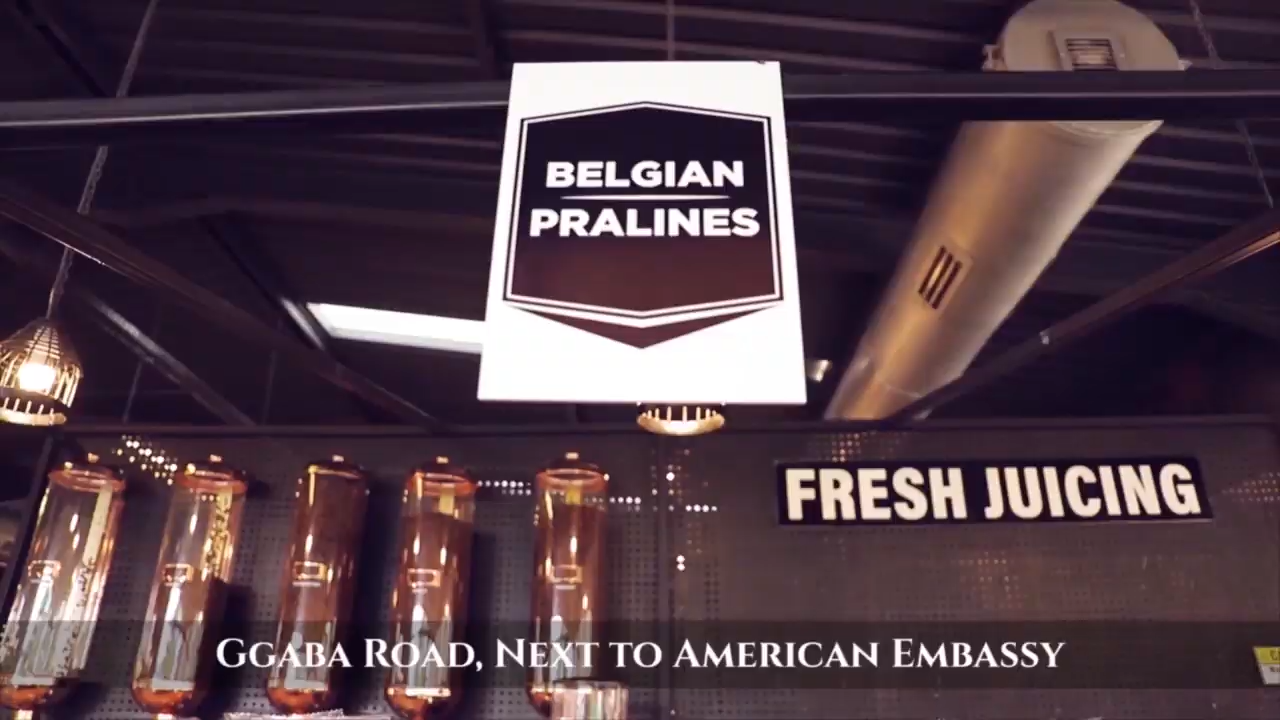 BELGIAN
PRALINES
FRESH JUICING
GGABA ROAD, NEXT TO AMERICAN EMBASSY